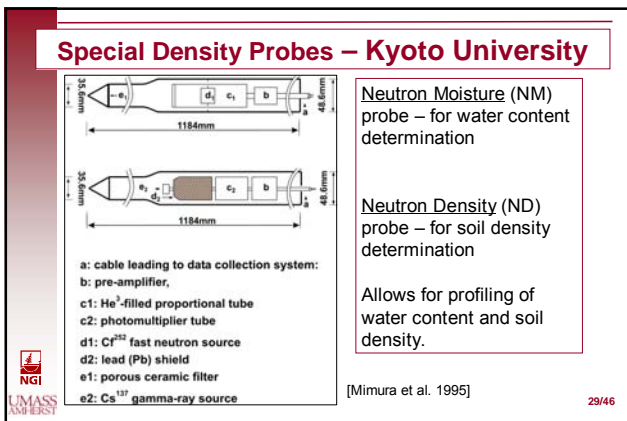 Special Density Probes – Kyoto University
35.6mm
e1
d1
c1
b
a
48.6mm
1184mm
35.6mm
e2
d2
c2
b
a
48.6mm
1184mm
a: cable leading to data collection system:
b: pre-amplifier,
c1: He3-filled proportional tube
c2: photomultiplier tube
d1: Cf252 fast neutron source
d2: lead (Pb) shield
e1: porous ceramic filter
e2: Cs137 gamma-ray source
Neutron Moisture (NM)
probe – for water content
determination
Neutron Density (ND)
probe – for soil density
determination
Allows for profiling of
water content and soil
density.
[Mimura et al. 1995]
NGI
UMASS
AMHERST
29/46